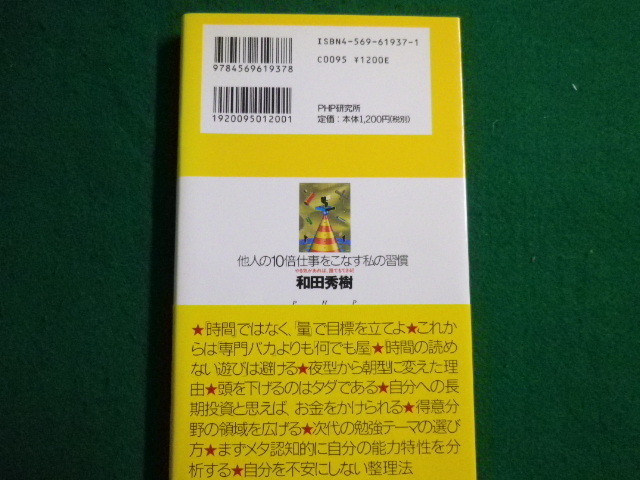 ISBN4-569-61937-1
C0095 ¥1200E
9784569619378
PHP研究所
定価：本体1,200円(税別)
1920095012001
他人の10倍仕事をこなす私の習慣
和田秀樹
PHP
★「時間」ではなく、「量」で目標を立てよ★これか
らは専門バカよりも「何でも屋」★時間の読め
ない遊びは避ける★夜型から朝型に変えた理
由★頭を下げるのはタダである★自分への長
期投資と思えば、お金をかけられる★得意分
野の領域を広げる★次代の勉強テーマの選び
方★まずメタ認知的に自分の能力特性を分
析する★自分を不安にしない整理法